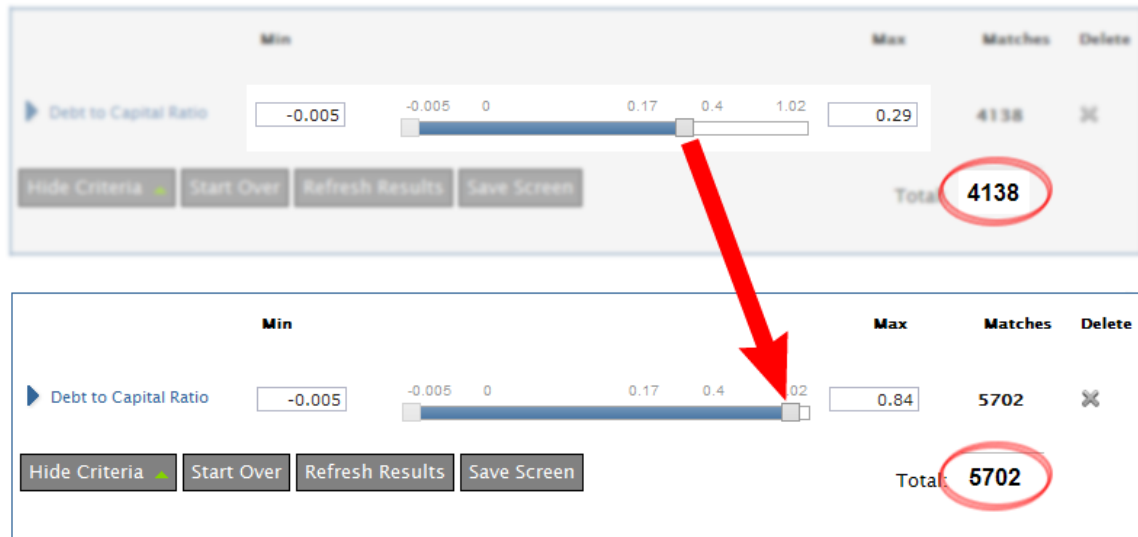 Min Max Matches Delete
Debt to Capital Ratio -0.005 -0.005 0 0.17 0.4 1.02 0.29 4138
Hide Criteria Start Over Refresh Results Save Screen Total: 4138
Min Max Matches Delete
Debt to Capital Ratio -0.005 -0.005 0 0.17 0.4 .02 0.84 5702
Hide Criteria Start Over Refresh Results Save Screen Total: 5702